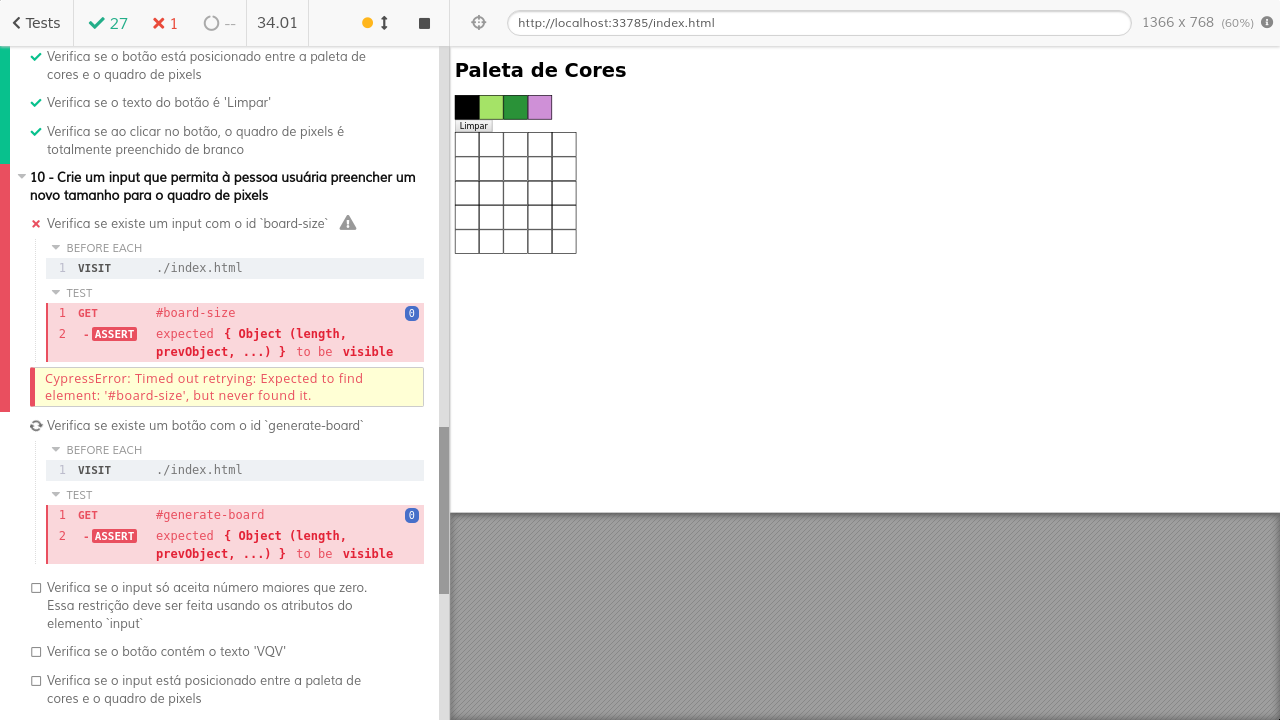 Tests 27 1 -- 34.01
http://localhost:33785/index.html 1366 x 768 (60%)
Verifica se o botão está posicionado entre a paleta de
cores e o quadro de pixels
Verifica se o texto do botão é 'Limpar'
Verifica se ao clicar no botão, o quadro de pixels é
totalmente preenchido de branco
10 - Crie um input que permita à pessoa usuária preencher um
novo tamanho para o quadro de pixels
Verifica se existe um input com o id `board-size`
BEFORE EACH
1 VISIT ./index.html
TEST
1 GET #board-size 0
2 -ASSERT expected { Object (length,
prevObject, ...) } to be visible
CypressError: Timed out retrying: Expected to find
element: '#board-size', but never found it.
Verifica se existe um botão com o id `generate-board`
BEFORE EACH
1 VISIT ./index.html
TEST
1 GET #generate-board 0
2 -ASSERT expected { Object (length,
prevObject, ...) } to be visible
Verifica se o input só aceita número maiores que zero.
Essa restrição deve ser feita usando os atributos do
elemento `input`
Verifica se o botão contém o texto 'VQV'
Verifica se o input está posicionado entre a paleta de
cores e o quadro de pixels
Paleta de Cores
Limpar